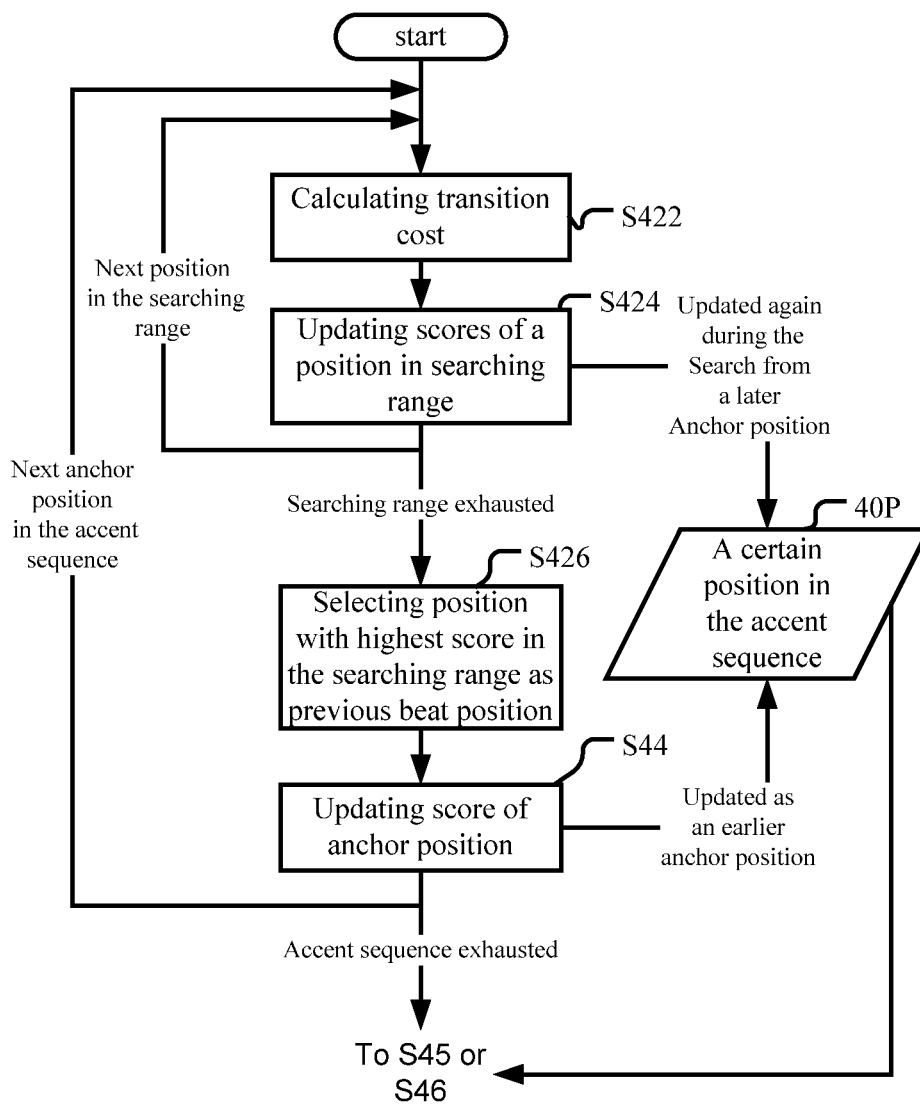 start
Calculating transition
cost
S422
Next position
in the searching
range
S424
Updating scores of a
position in searching
range
Updated again
during the
Search from
a later
Anchor position
Next anchor
position
in the accent
sequence
Searching range exhausted
40P
A certain
position in
the accent
sequence
S426
Selecting position
with highest score in
the searching range as
previous beat position
S44
Updating score of
anchor position
Updated as
an earlier
anchor position
Accent sequence exhausted
To S45 or
S46